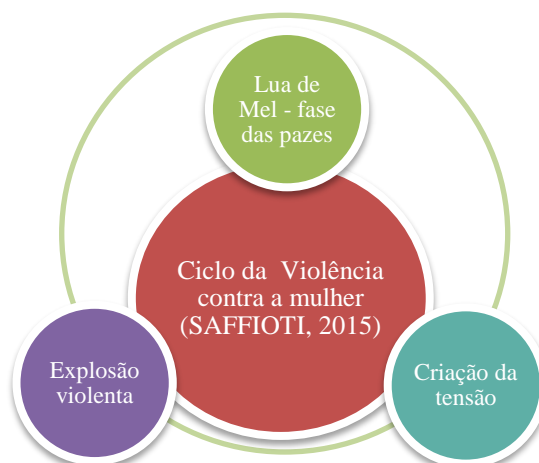 Lua de
Mel - fase
das pazes
Ciclo da Violência
contra a mulher
(SAFFIOTI, 2015)
Explosão
violenta
Criação da
tensão